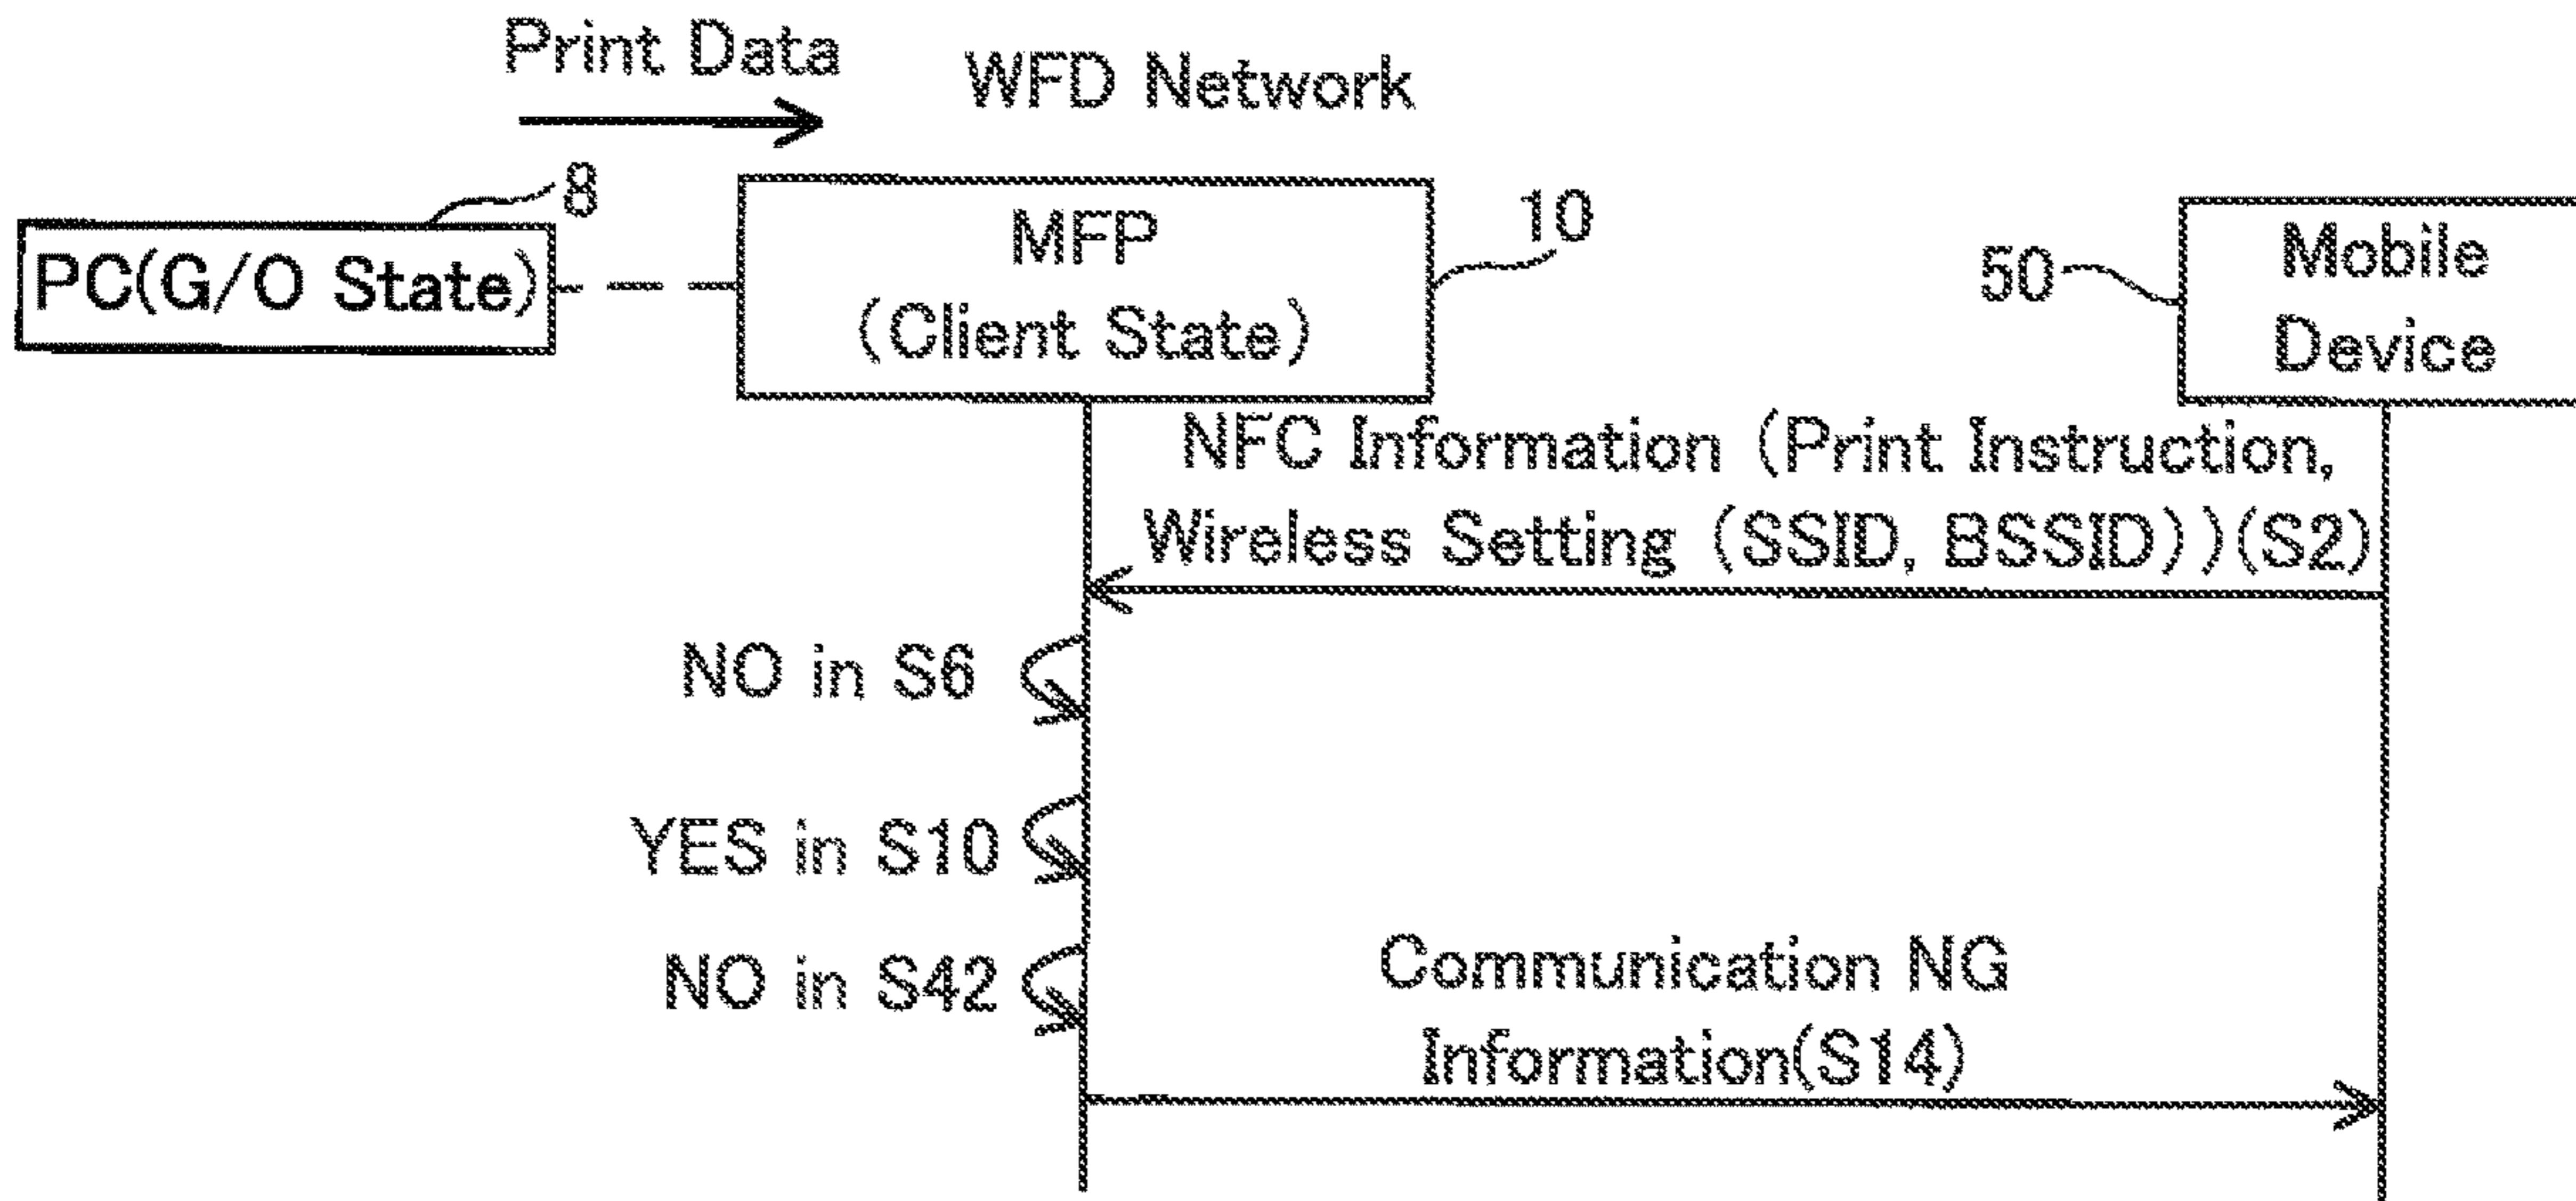 Print Data
WFD Network
8
PC(G/O State)
MFP
(Client State)
10
50
Mobile
Device
NFC Information (Print Instruction,
Wireless Setting (SSID, BSSID))(S2)
NO in S6
YES in S10
NO in S42
Communication NG
Information(S14)